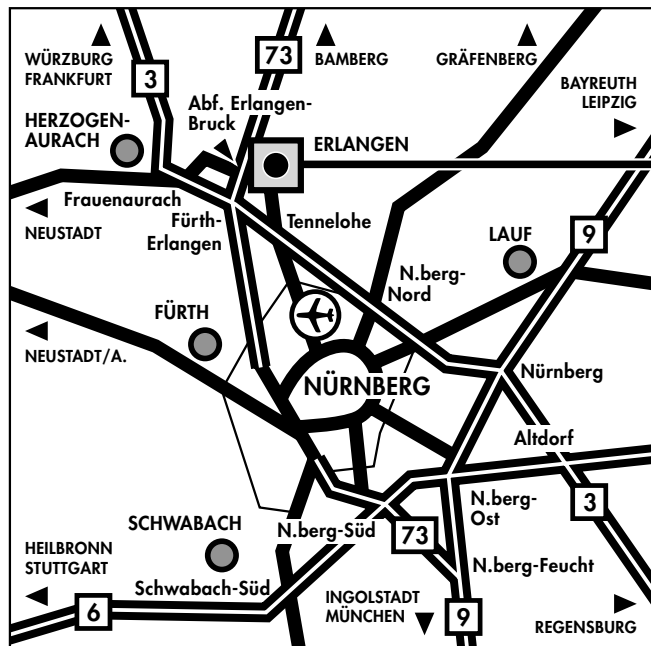 WÜRZBURG
FRANKFURT
3
73
BAMBERG
GRÄFENBERG
BAYREUTH
LEIPZIG
HERZOGEN-
AURACH
Abf. Erlangen-
Bruck
ERLANGEN
Frauenaurach
Fürth-
Erlangen
Tennelohe
NEUSTADT
LAUF
9
N.berg-
Nord
FÜRTH
NEUSTADT/A.
NÜRNBERG
Nürnberg
Altdorf
N.berg-
Ost
3
SCHWABACH
N.berg-Süd
73
HEILBRONN
STUTTGART
Schwabach-Süd
N.berg-Feucht
6
INGOLSTADT
MÜNCHEN
9
REGENSBURG